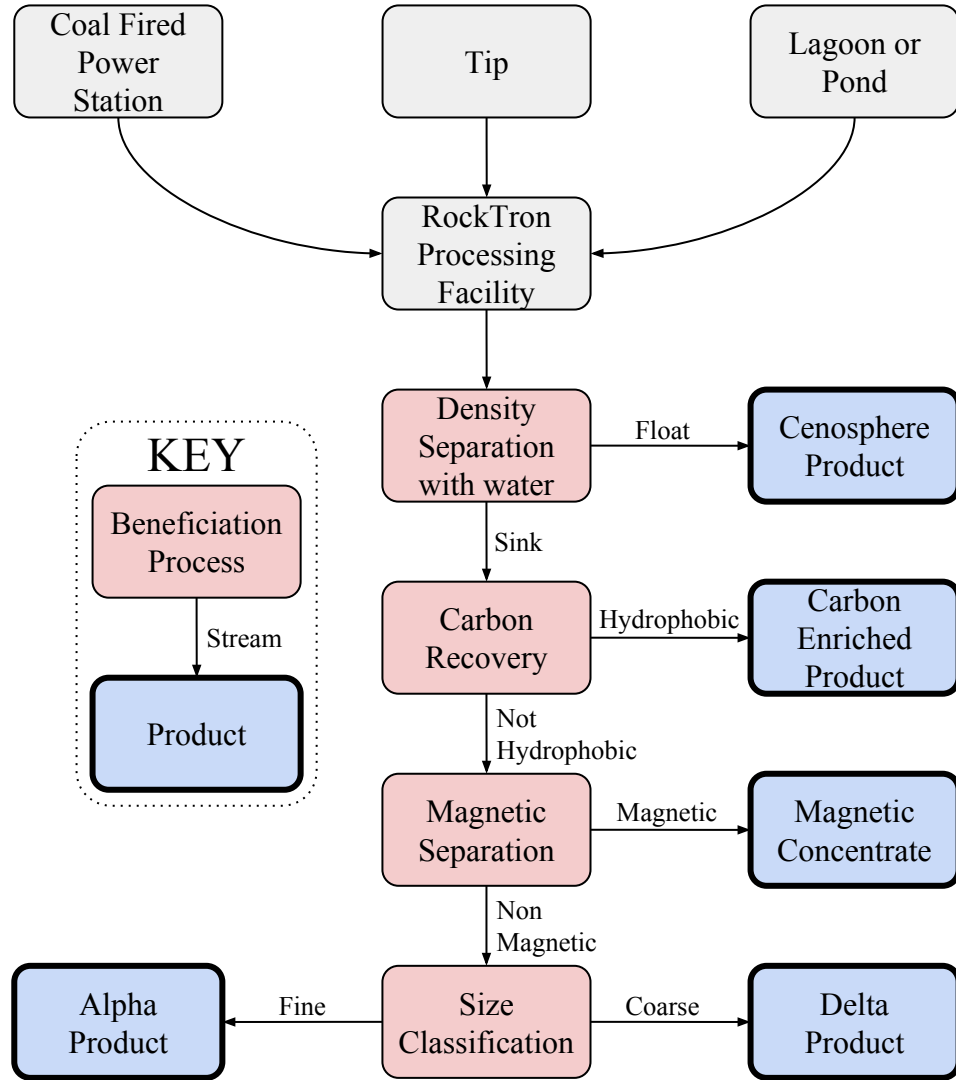 Coal Fired
Power
Station
Tip
Lagoon or
Pond
RockTron
Processing
Facility
Density
Separation
with water
Float
Cenosphere
Product
KEY
Beneficiation
Process
Stream
Product
Sink
Carbon
Recovery
Hydrophobic
Carbon
Enriched
Product
Not
Hydrophobic
Magnetic
Separation
Magnetic
Magnetic
Concentrate
Non
Magnetic
Alpha
Product
Fine
Size
Classification
Coarse
Delta
Product